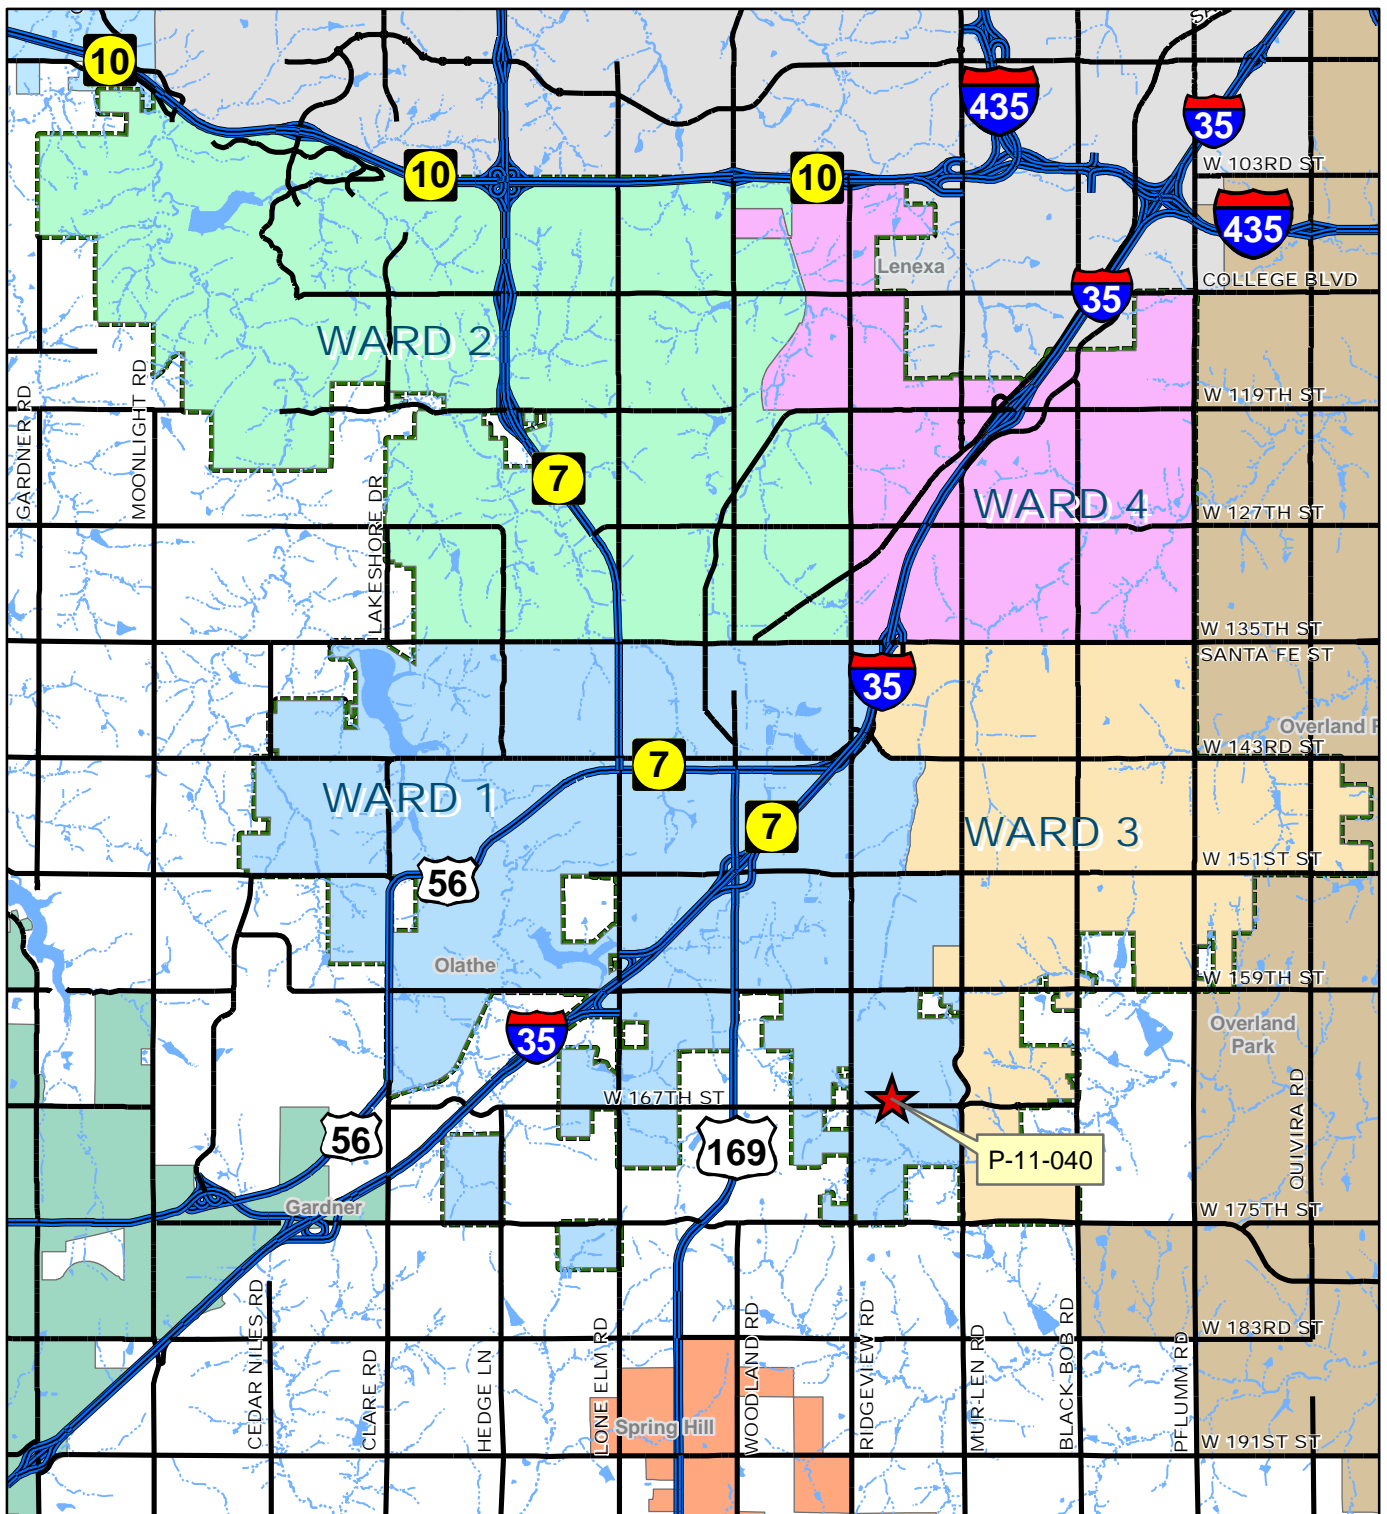 10
435
35
W 103RD ST
10
10
435
Lenexa
COLLEGE BLVD
35
WARD 2
GARDNER RD
MOONLIGHT RD
W 119TH ST
7
LAKESHORE DR
WARD 4
W 127TH ST
W 135TH ST
SANTA FE ST
35
Overland
W 143RD ST
7
WARD 1
7
WARD 3
W 151ST ST
56
Olathe
W 159TH ST
35
Overland
Park
W 167TH ST
QUIVIRA RD
56
169
P-11-040
Gardner
W 175TH ST
CEDAR NILES RD
CLARE RD
HEDGE LN
LONE ELM RD
WOODLAND RD
RIDGEVIEW RD
MUR-LEN RD
BLACK-BOB RD
PFLUMM RD
W 183RD ST
Spring Hill
W 191ST ST